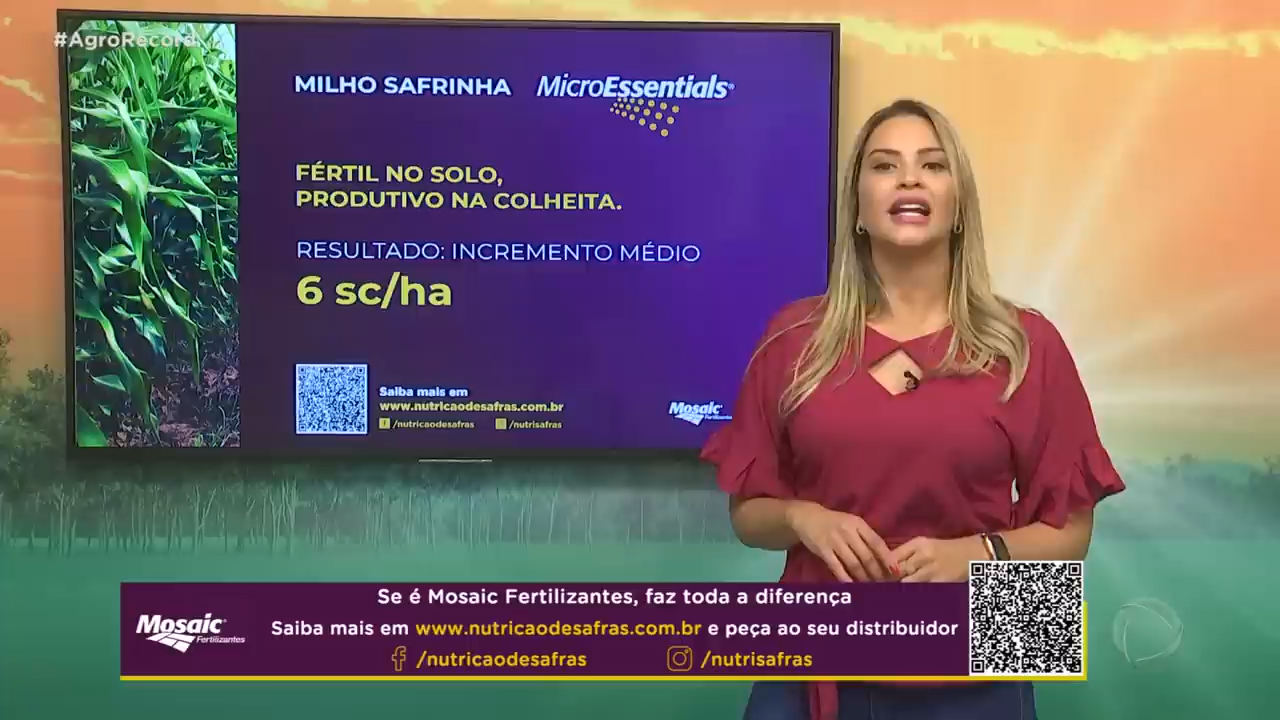 #AgroRecord
MILHO SAFRINHA MicroEssentials®
FÉRTIL NO SOLO,
PRODUTIVO NA COLHEITA.
RESULTADO: INCREMENTO MÉDIO
6 sc/ha
Saiba mais em
www.nutricaodesafras.com.br
/nutricaodesafras /nutrisafras
Mosaic
Fertilizantes
Se é Mosaic Fertilizantes, faz toda a diferença
Mosaic®
Fertilizantes
Saiba mais em www.nutricaodesafras.com.br e peça ao seu distribuidor
/nutricaodesafras /nutrisafras